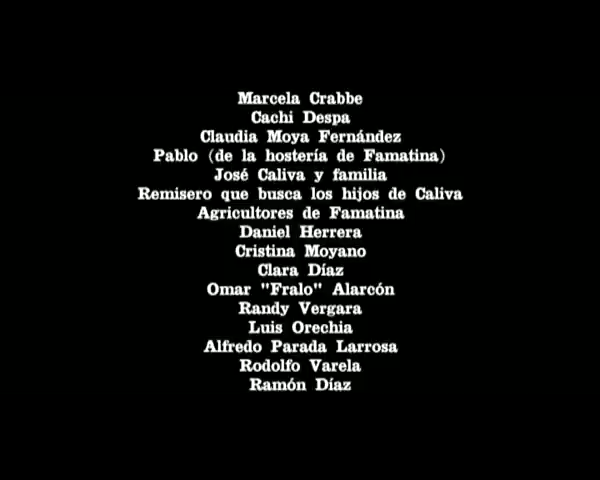 Marcela Crabbe
Cachi Despa
Claudia Moya Fernández
Pablo (de la hostería de Famatina)
José Caliva y familia
Remisero que busca los hijos de Caliva
Agricultores de Famatina
Daniel Herrera
Cristina Moyano
Clara Díaz
Omar "Fralo" Alarcón
Randy Vergara
Luis Orechia
Alfredo Parada Larrosa
Rodolfo Varela
Ramón Díaz